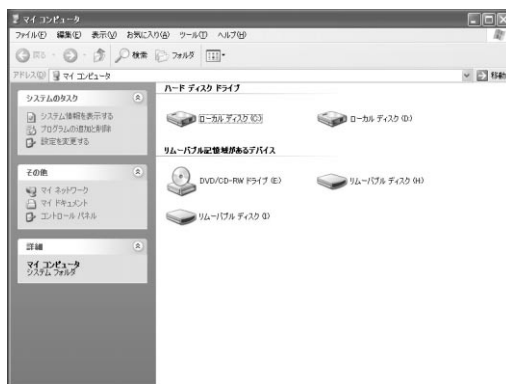 マイ コンピュータ
ファイル(F) 編集(E) 表示(V) お気に入り(A) ツール(T) ヘルプ(H)
戻る 検索 フォルダ
アドレス(D) マイ コンピュータ 移動
システムのタスク
システム情報を表示する
プログラムの追加と削除
設定を変更する
その他
マイ ネットワーク
マイ ドキュメント
コントロール パネル
詳細
マイ コンピュータ
システム フォルダ
ハード ディスク ドライブ
ローカル ディスク (C) ローカル ディスク (D)
リムーバブル記憶域があるデバイス
DVD/CD-RW ドライブ (E) リムーバブル ディスク (H)
リムーバブル ディスク (I)